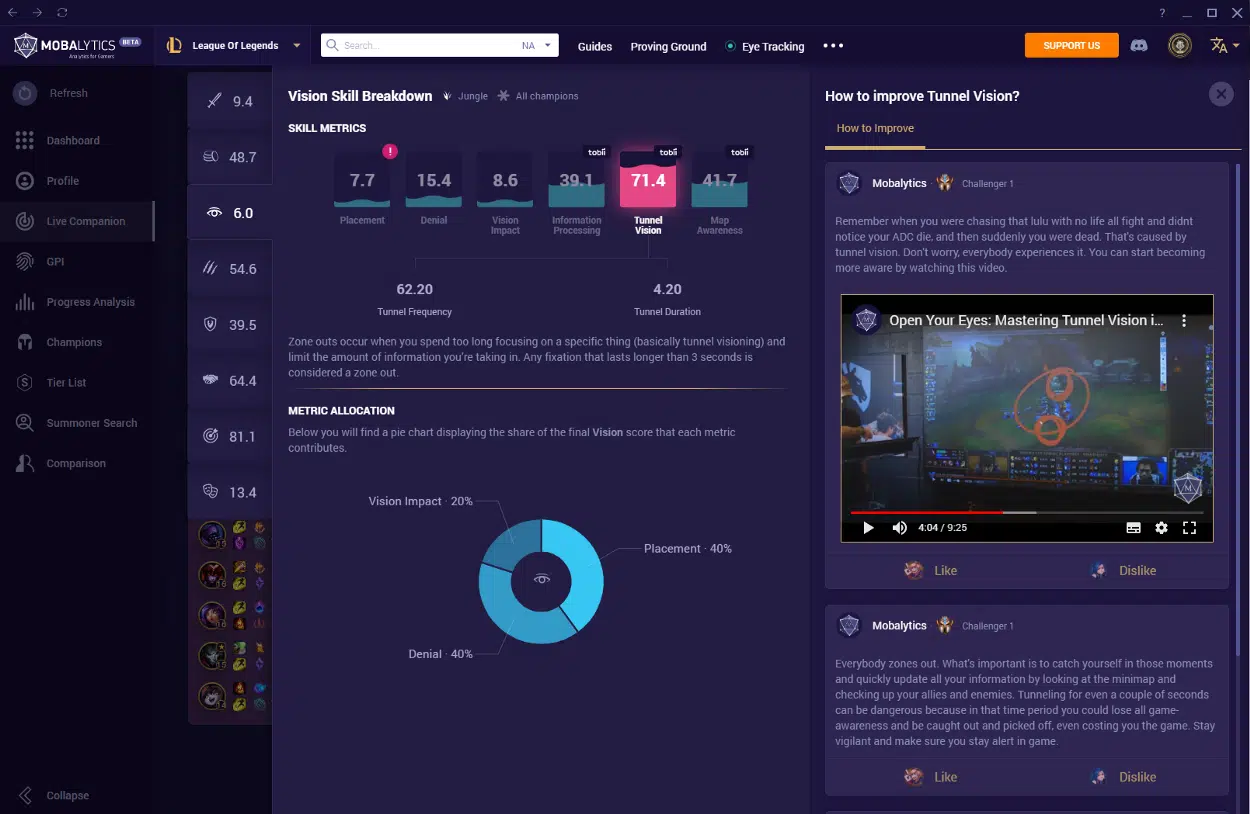 ?
MOBALYTICS BETA
Analytics for Gamers
League Of Legends
Search...
NA
Guides
Proving Ground
Eye Tracking
SUPPORT US
Refresh
Dashboard
Profile
Live Companion
GPI
Progress Analysis
Champions
Tier List
Summoner Search
Comparison
Collapse
9.4
48.7
6.0
54.6
39.5
64.4
81.1
13.4
Vision Skill Breakdown
Jungle
All champions
SKILL METRICS
!
tobii
tobii
tobii
7.7
15.4
8.6
39.1
71.4
41.7
Placement
Denial
Vision
Impact
Information
Processing
Tunnel
Vision
Map
Awareness
62.20
4.20
Tunnel Frequency
Tunnel Duration
Zone outs occur when you spend too long focusing on a specific thing (basically tunnel visioning) and
limit the amount of information you're taking in. Any fixation that lasts longer than 3 seconds is
considered a zone out.
METRIC ALLOCATION
Below you will find a pie chart displaying the share of the final Vision score that each metric
contributes.
Vision Impact · 20%
Placement · 40%
Denial · 40%
How to improve Tunnel Vision?
How to Improve
Mobalytics ·
Challenger 1
Remember when you were chasing that lulu with no life all fight and didnt
notice your ADC die, and then suddenly you were dead. That's caused by
tunnel vision. Don't worry, everybody experiences it. You can start becoming
more aware by watching this video.
Open Your Eyes: Mastering Tunnel Vision i...
4:04 / 9:25
Like
Dislike
Mobalytics ·
Challenger 1
Everybody zones out. What's important is to catch yourself in those moments
and quickly update all your information by looking at the minimap and
checking up your allies and enemies. Tunneling for even a couple of seconds
can be dangerous because in that time period you could lose all game-
awareness and be caught out and picked off, even costing you the game. Stay
vigilant and make sure you stay alert in game.
Like
Dislike